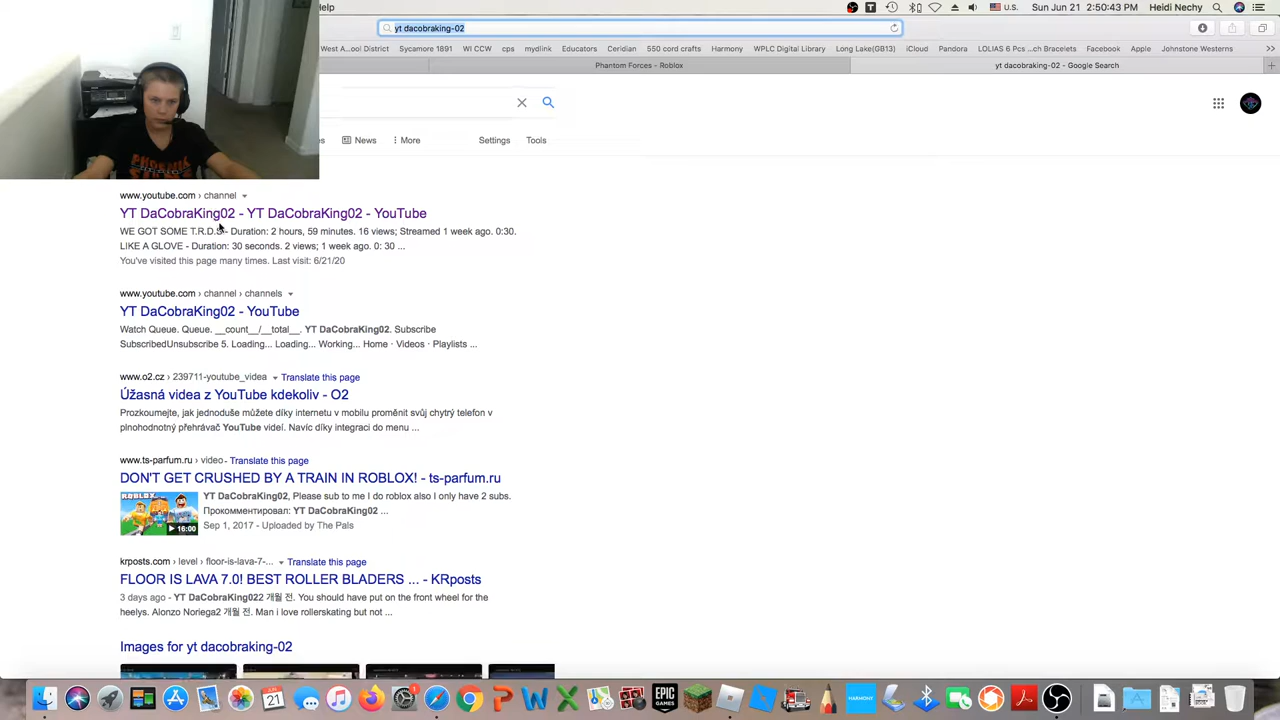 Help
Sun Jun 21 2:50:43 PM Heidi Nechy
yt dacobraking-02
West A...ool District Sycamore 1891 WI CCW cps mydlink Educators Ceridian 550 cord crafts Harmony WPLC Digital Library Long Lake(GB13) iCloud Pandora LOLIAS 6 Pcs ...ch Bracelets Facebook Apple Johnstone Westerns >>
Phantom Forces - Roblox yt dacobraking-02 - Google Search
News More Settings Tools
www.youtube.com › channel
YT DaCobraKing02 - YT DaCobraKing02 - YouTube
WE GOT SOME T.R.D.S - Duration: 2 hours, 59 minutes. 16 views; Streamed 1 week ago. 0:30.
LIKE A GLOVE - Duration: 30 seconds. 2 views; 1 week ago. 0: 30 ...
You've visited this page many times. Last visit: 6/21/20
www.youtube.com › channel › channels
YT DaCobraKing02 - YouTube
Watch Queue. Queue. __count__/__total__. YT DaCobraKing02. Subscribe
SubscribedUnsubscribe 5. Loading... Loading... Working... Home · Videos · Playlists ...
www.o2.cz › 239711-youtube_videa Translate this page
Úžasná videa z YouTube kdekoliv - O2
Prozkoumejte, jak jednoduše můžete díky internetu v mobilu proměnit svůj chytrý telefon v
plnohodnotný přehrávač YouTube videí. Navíc díky integraci do menu ...
www.ts-parfum.ru › video - Translate this page
DON'T GET CRUSHED BY A TRAIN IN ROBLOX! - ts-parfum.ru
ROBLOX
16:00
YT DaCobraKing02, Please sub to me I do roblox also I only have 2 subs.
Прокомментировал: YT DaCobraKing02 ...
Sep 1, 2017 - Uploaded by The Pals
krposts.com › level › floor-is-lava-7-... Translate this page
FLOOR IS LAVA 7.0! BEST ROLLER BLADERS ... - KRposts
3 days ago - YT DaCobraKing022 개월 전. You should have put on the front wheel for the
heelys. Alonzo Noriega2 개월 전. Man i love rollerskating but not ...
Images for yt dacobraking-02
PHOENIX
21
HARMONY
EPIC GAMES